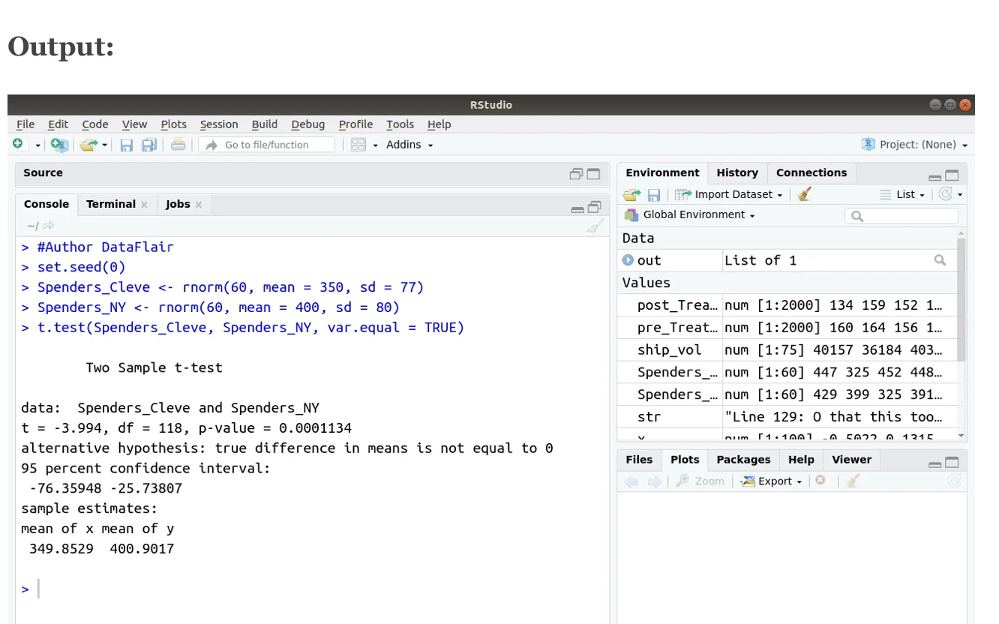 Output:
RStudio
File Edit Code View Plots Session Build Debug Profile Tools Help
Go to file/function Addins Project: (None)
Source
Console Terminal Jobs
~/
> #Author DataFlair
> set.seed(0)
> Spenders_Cleve <- rnorm(60, mean = 350, sd = 77)
> Spenders_NY <- rnorm(60, mean = 400, sd = 80)
> t.test(Spenders_Cleve, Spenders_NY, var.equal = TRUE)
Two Sample t-test
data:  Spenders_Cleve and Spenders_NY
t = -3.994, df = 118, p-value = 0.0001134
alternative hypothesis: true difference in means is not equal to 0
95 percent confidence interval:
-76.35948 -25.73807
sample estimates:
mean of x mean of y
349.8529  400.9017
>
Environment History Connections
Import Dataset List
Global Environment
Data
out List of 1
Values
post_Trea… num [1:2000] 134 159 152 1…
pre_Treat… num [1:2000] 160 164 156 1…
ship_vol num [1:75] 40157 36184 403…
Spenders_… num [1:60] 447 325 452 448…
Spenders_… num [1:60] 429 399 325 391…
str "Line 129: O that this too…
x num [1:100] -0.5022 0.1315
Files Plots Packages Help Viewer
Zoom Export